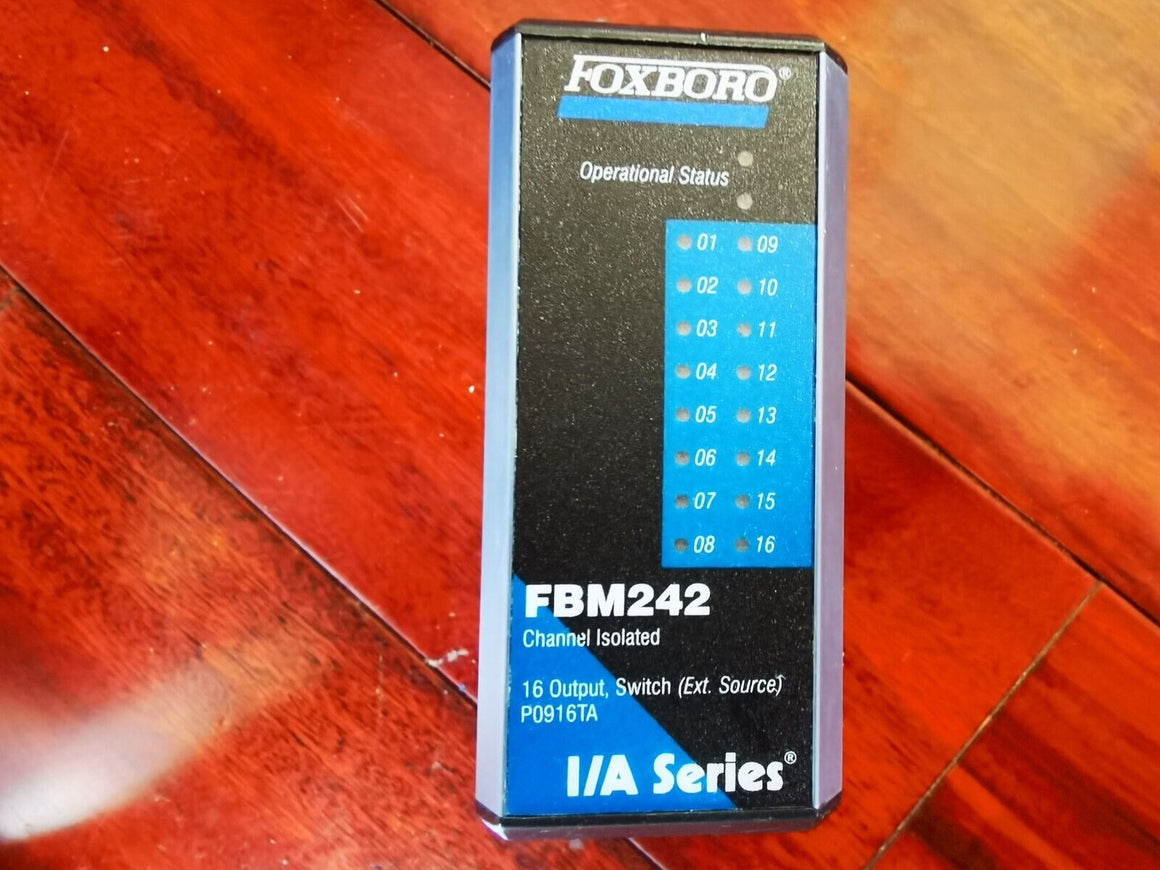 FOXBORO®
Operational Status
01 09
02 10
03 11
04 12
05 13
06 14
07 15
08 16
FBM242
Channel Isolated
16 Output, Switch (Ext. Source)
P0916TA
I/A Series®